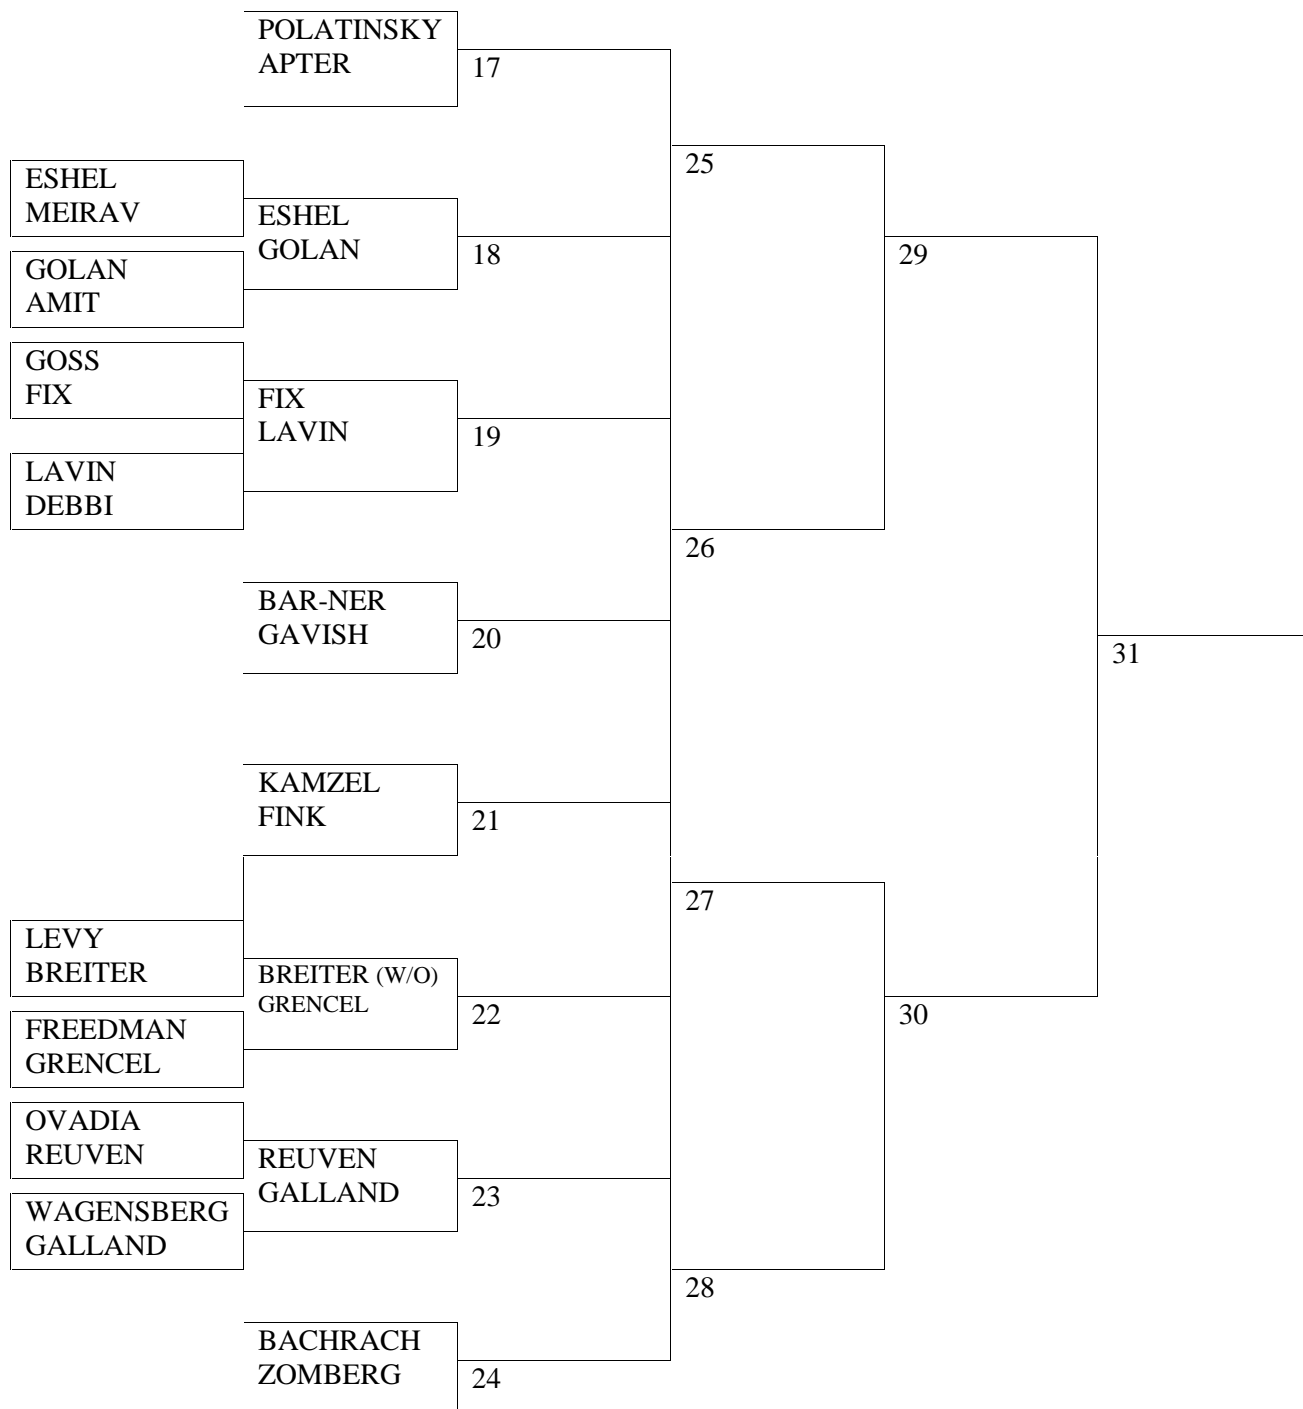 POLATINSKY
APTER
17
25
ESHEL
MEIRAV
ESHEL
GOLAN
18
29
GOLAN
AMIT
GOSS
FIX
FIX
LAVIN
19
LAVIN
DEBBI
26
BAR-NER
GAVISH
20
31
KAMZEL
FINK
21
27
LEVY
BREITER
BREITER (W/O)
GRENCEL
22
30
FREEDMAN
GRENCEL
OVADIA
REUVEN
REUVEN
GALLAND
23
WAGENSBERG
GALLAND
28
BACHRACH
ZOMBERG
24